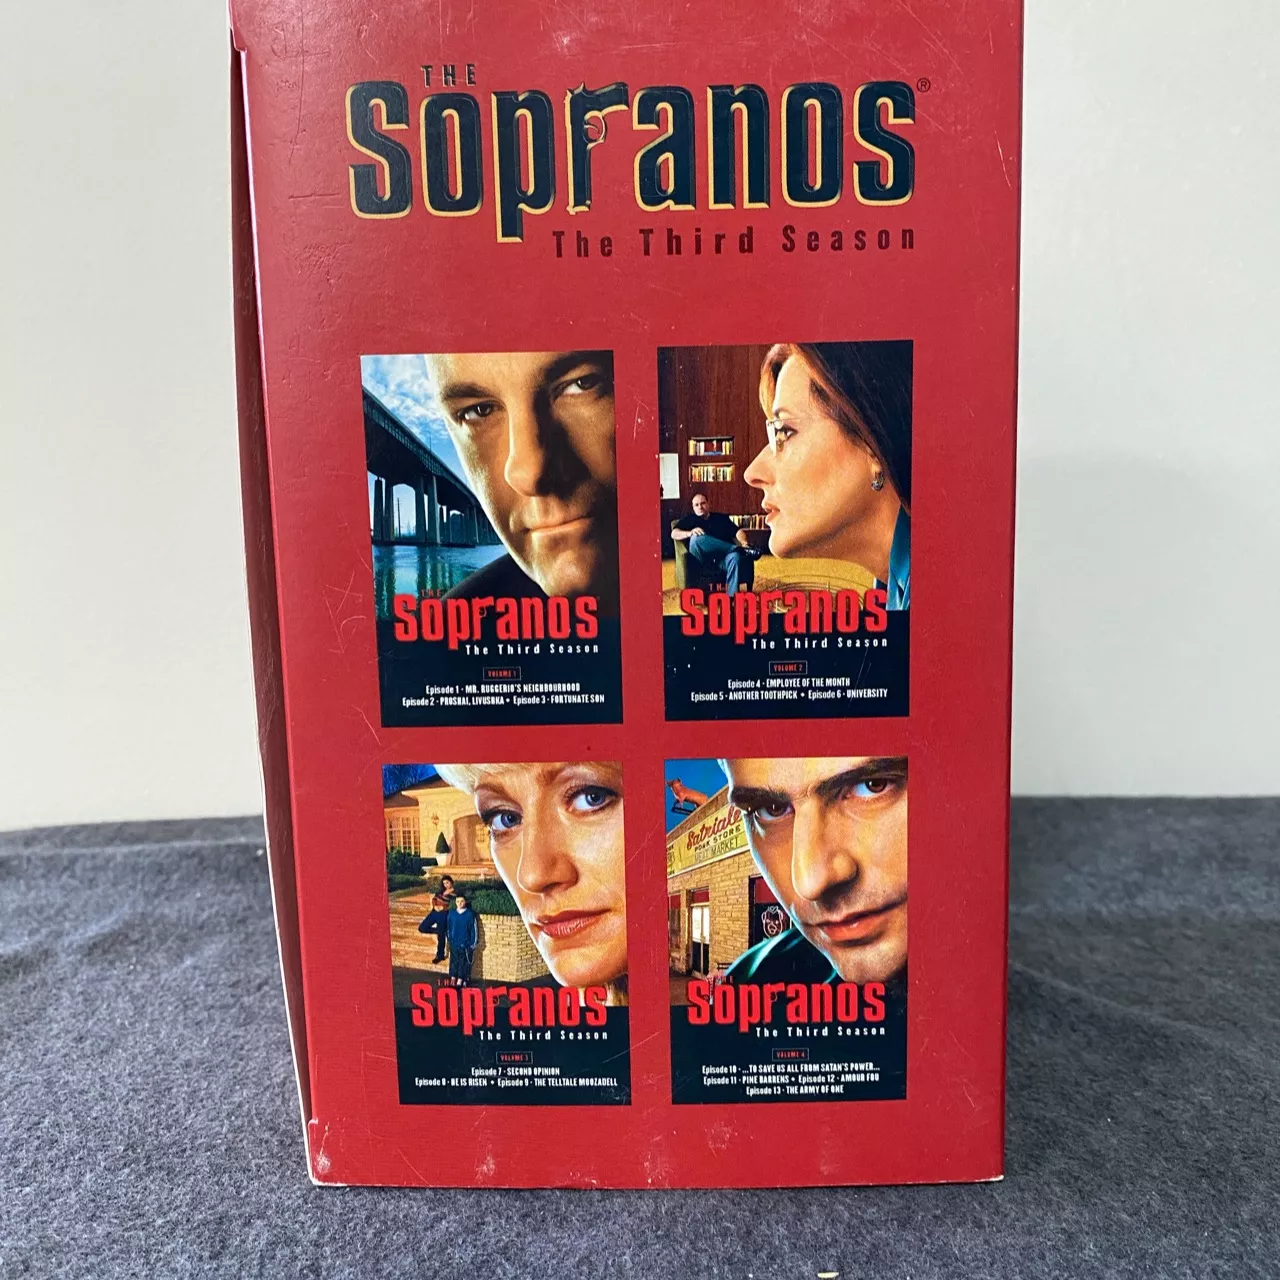 THE
Sopranos®
The Third Season
THE
Sopranos
The Third Season
VOLUME 1
Episode 1 · MR. RUGGERIO'S NEIGHBOURHOOD
Episode 2 · PROSHAI, LIVUSHKA • Episode 3 · FORTUNATE SON
THE
Sopranos
The Third Season
VOLUME 2
Episode 4 · EMPLOYEE OF THE MONTH
Episode 5 · ANOTHER TOOTHPICK • Episode 6 · UNIVERSITY
THE
Sopranos
The Third Season
VOLUME 3
Episode 7 · SECOND OPINION
Episode 8 · HE IS RISEN • Episode 9 · THE TELLTALE MOOZADELL
Satriale
PORK STORE
MEAT MARKET
THE
Sopranos
The Third Season
VOLUME 4
Episode 10 · ...TO SAVE US ALL FROM SATAN'S POWER...
Episode 11 · PINE BARRENS • Episode 12 · AMOUR FOU
Episode 13 · THE ARMY OF ONE